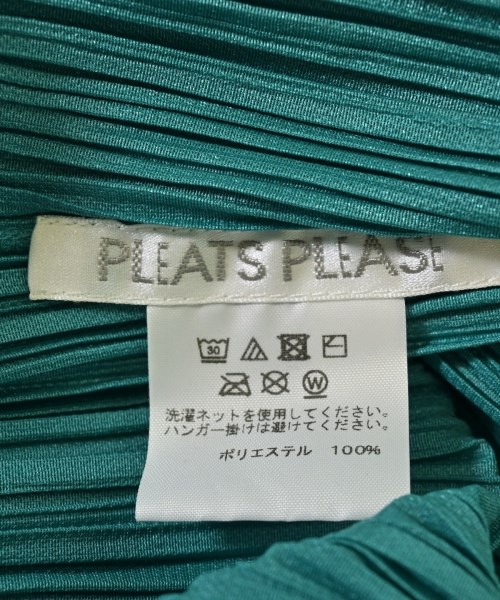 PLEATS PLEASE
30
W
洗濯ネットを使用してください。
ハンガー掛けは避けてください。
ポリエステル 100%